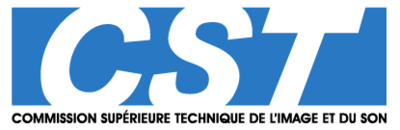 CST
COMMISSION SUPÉRIEURE TECHNIQUE DE L'IMAGE ET DU SON